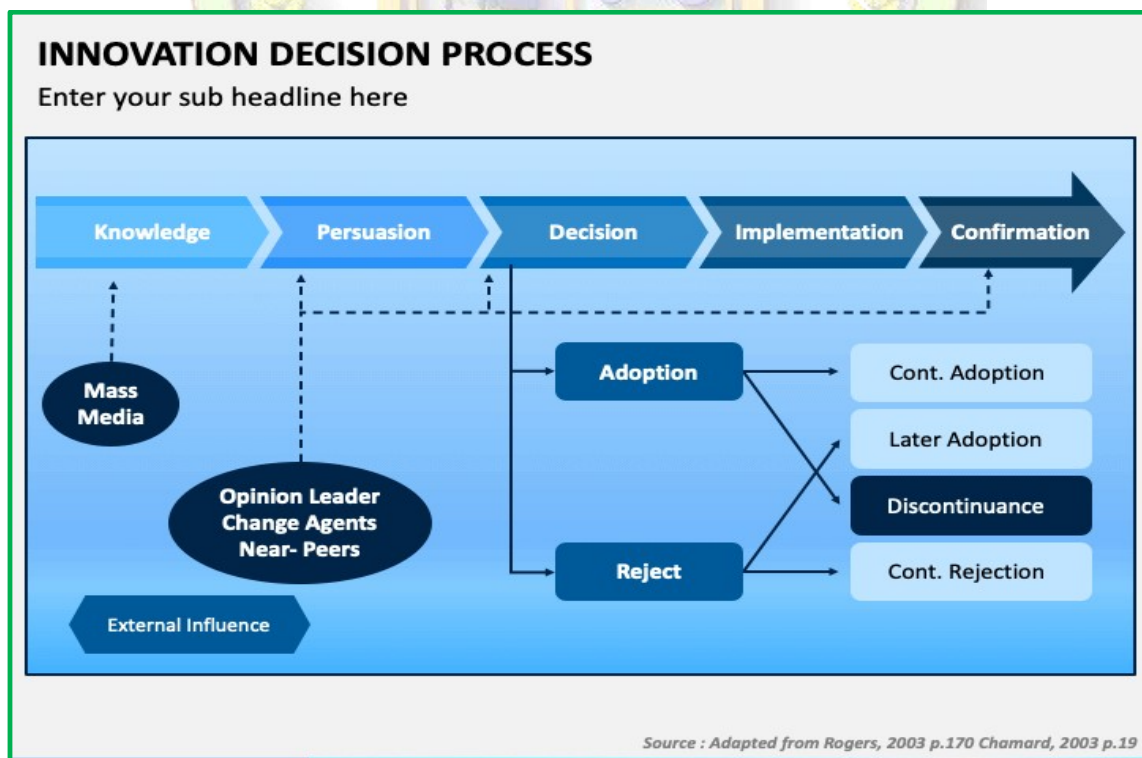 INNOVATION DECISION PROCESS
Enter your sub headline here
Knowledge
Persuasion
Decision
Implementation
Confirmation
Mass
Media
Opinion Leader
Change Agents
Near- Peers
External Influence
Adoption
Reject
Cont. Adoption
Later Adoption
Discontinuance
Cont. Rejection
Source : Adapted from Rogers, 2003 p.170 Chamard, 2003 p.19